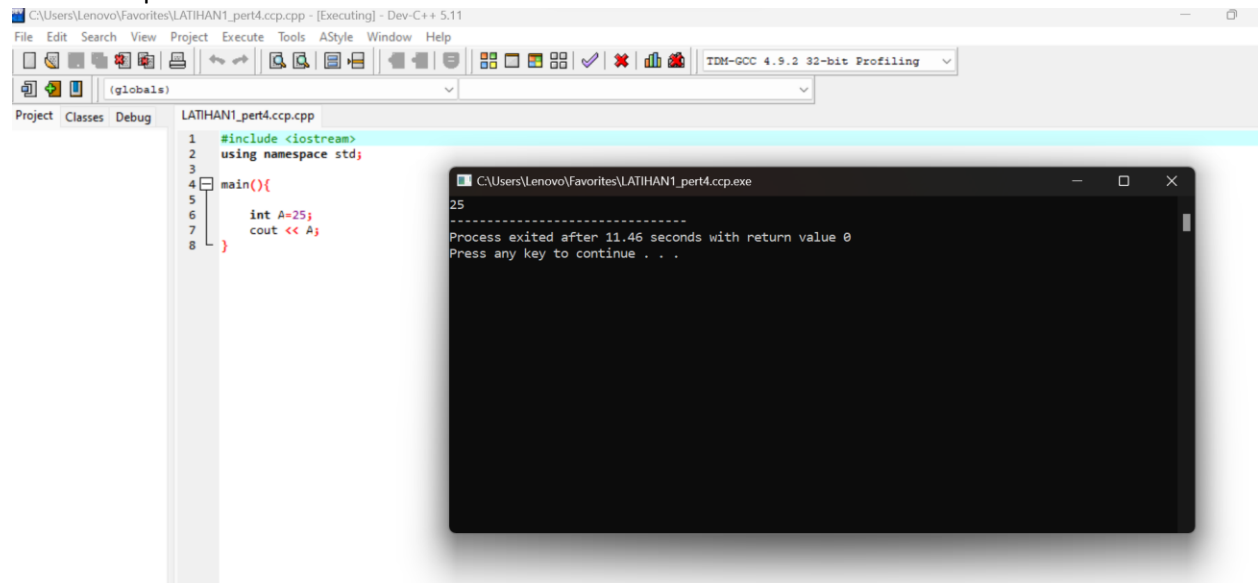 C:\Users\Lenovo\Favorites\LATIHAN1_pert4.ccp.cpp - [Executing] - Dev-C++ 5.11
File Edit Search View Project Execute Tools AStyle Window Help
TDM-GCC 4.9.2 32-bit Profiling
(globals)
Project Classes Debug LATIHAN1_pert4.ccp.cpp
1 #include <iostream>
2 using namespace std;
3
4 main(){
5
6 int A=25;
7 cout << A;
8 }
C:\Users\Lenovo\Favorites\LATIHAN1_pert4.ccp.exe
25
--------------------------------
Process exited after 11.46 seconds with return value 0
Press any key to continue . . .